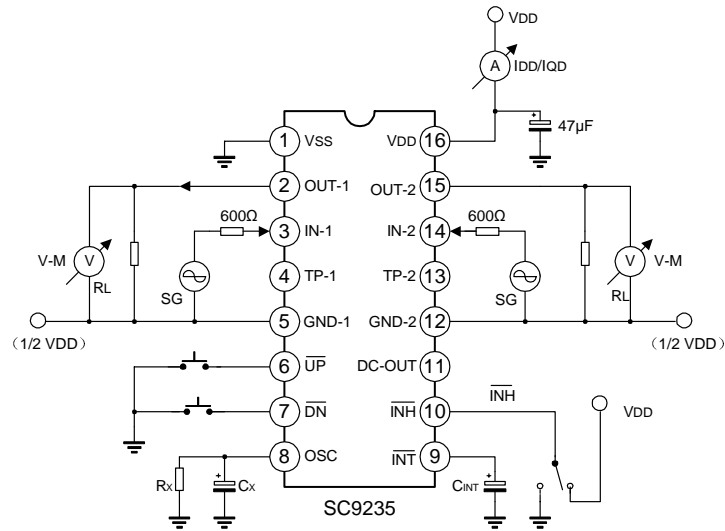 VDD
A IDD/IQD
47µF
1 VSS VDD 16
2 OUT-1 OUT-2 15
600Ω 600Ω
3 IN-1 IN-2 14
V-M V V V-M
RL RL
SG SG
4 TP-1 TP-2 13
5 GND-1 GND-2 12
(1/2 VDD) (1/2 VDD)
6 UP DC-OUT 11
7 DN INH 10 INH VDD
8 OSC INT 9
RX CX CINT
SC9235